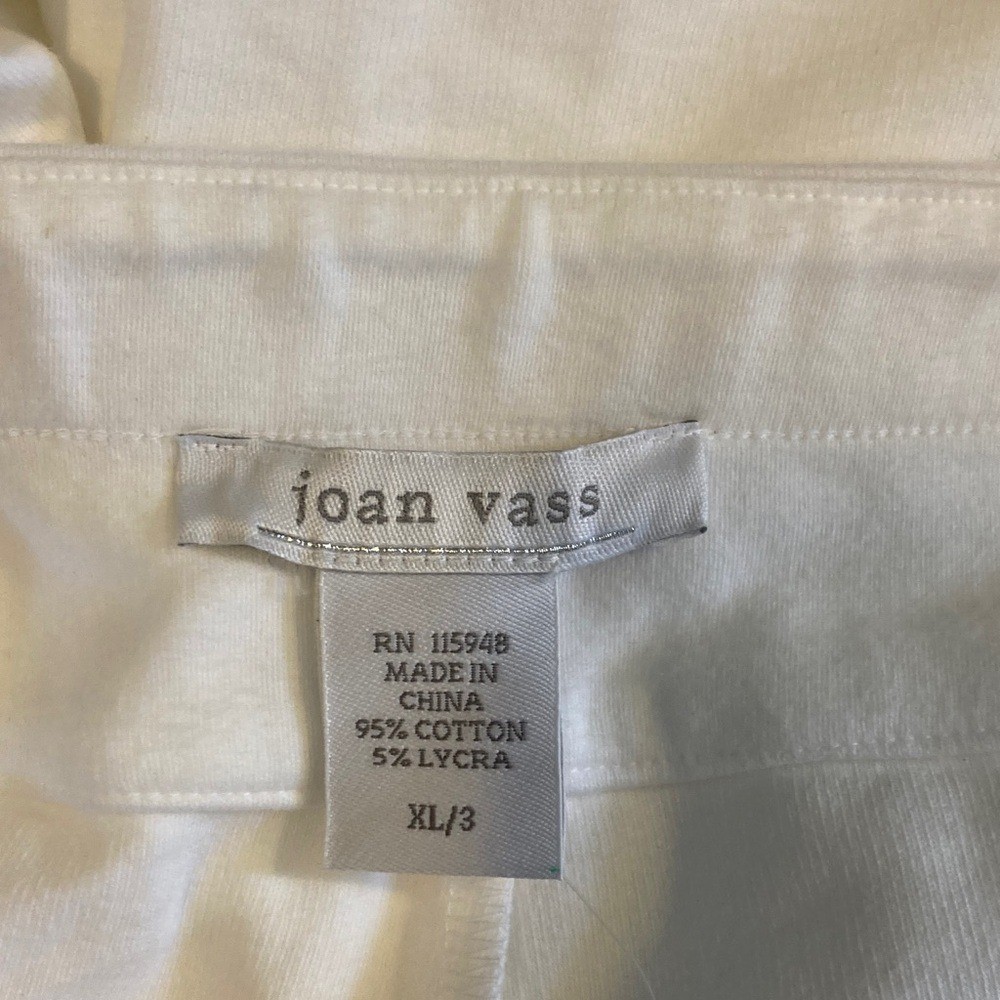 joan vass
RN 115948
MADE IN
CHINA
95% COTTON
5% LYCRA
XL/3